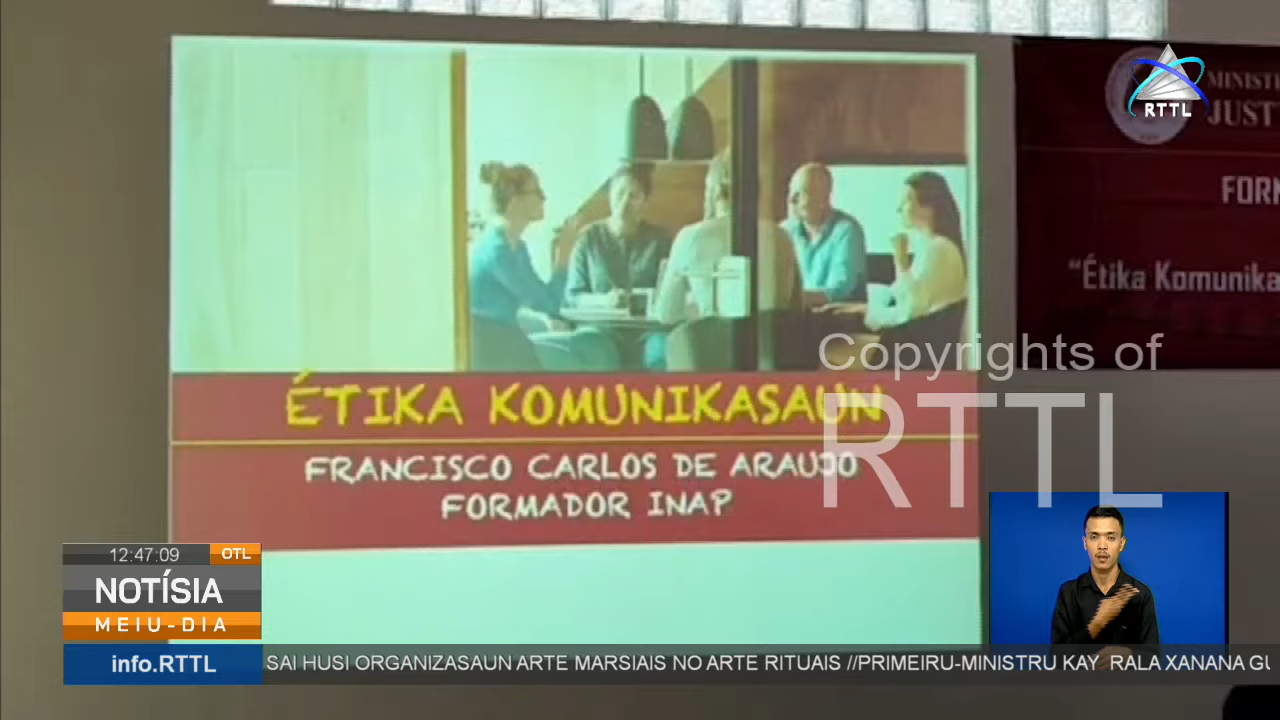 RTTL
JUST
"Étika Komunika
Copyrights of
RTTL
ÉTIKA KOMUNIKASAUN
FRANCISCO CARLOS DE ARAUJO
FORMADOR INAP
12:47:09 OTL
NOTÍSIA
MEIU-DIA
info.RTTL SAI HUSI ORGANIZASAUN ARTE MARSIAIS NO ARTE RITUAIS //PRIMEIRU-MINISTRU KAY RALA XANANA GU